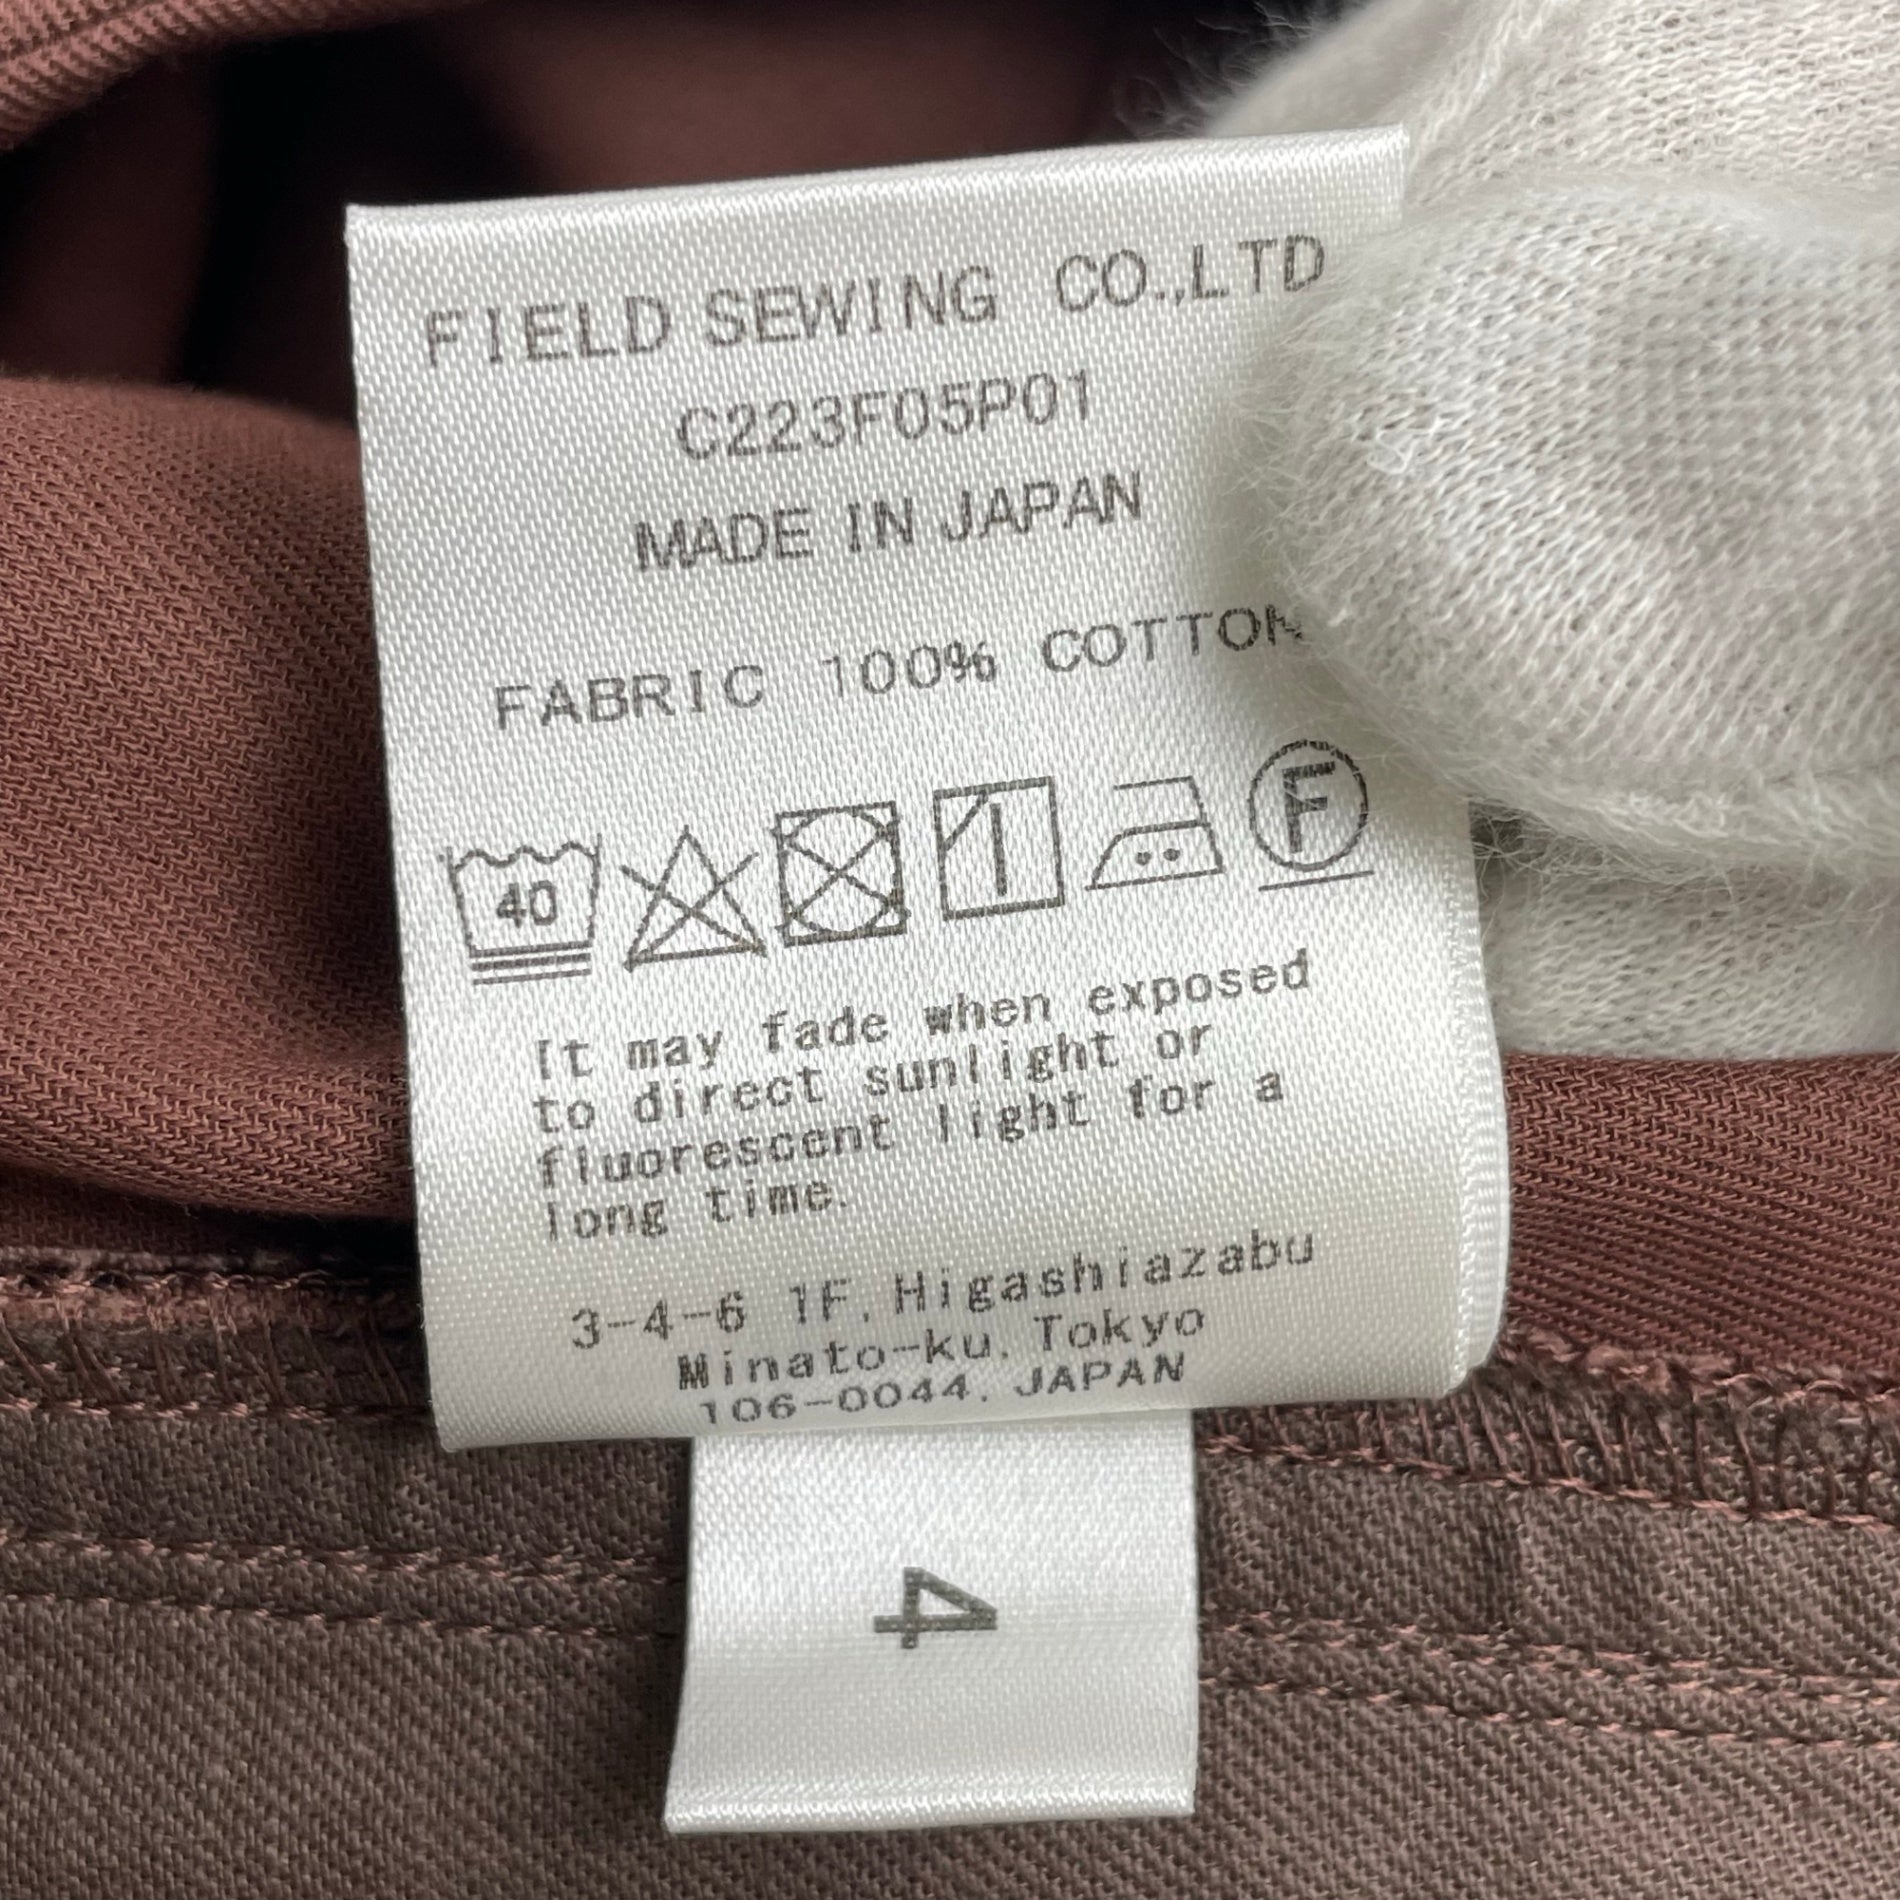 FIELD SEWING CO.,LTD
C223F05P01
MADE IN JAPAN
FABRIC 100% COTTON
40
F
It may fade when exposed
to direct sunlight or
fluorescent light for a
long time.
3-4-6 1F, Higashiazabu
Minato-ku, Tokyo
106-0044, JAPAN
4